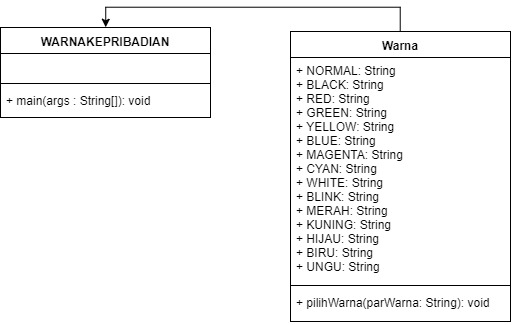 WARNAKEPRIBADIAN
+ main(args : String[]): void
Warna
+ NORMAL: String
+ BLACK: String
+ RED: String
+ GREEN: String
+ YELLOW: String
+ BLUE: String
+ MAGENTA: String
+ CYAN: String
+ WHITE: String
+ BLINK: String
+ MERAH: String
+ KUNING: String
+ HIJAU: String
+ BIRU: String
+ UNGU: String
+ pilihWarna(parWarna: String): void